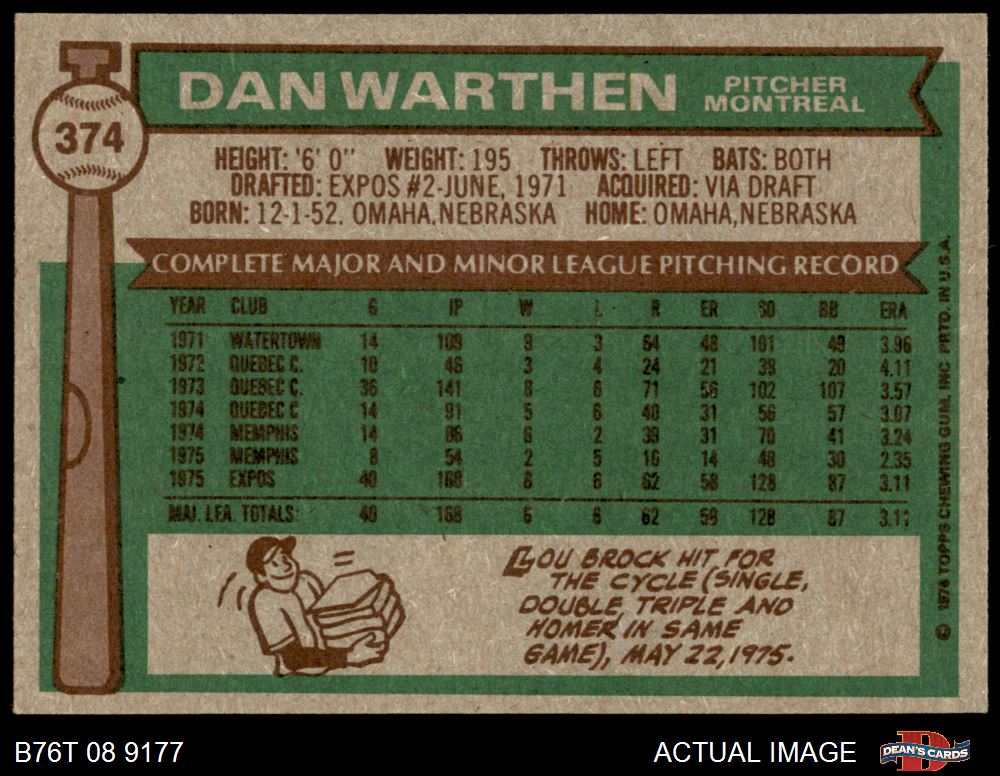 DAN WARTHEN
PITCHER
MONTREAL
374
HEIGHT: '6' 0" WEIGHT: 195 THROWS: LEFT BATS: BOTH
DRAFTED: EXPOS #2-JUNE, 1971 ACQUIRED: VIA DRAFT
BORN: 12-1-52. OMAHA, NEBRASKA HOME: OMAHA, NEBRASKA
COMPLETE MAJOR AND MINOR LEAGUE PITCHING RECORD
YEAR CLUB G IP W L R ER SO BB ERA
1971 WATERTOWN 14 109 3 48 101 49 3.96
1972 QUEBEC C. 10 46 3 4 24 21 39 20 4.11
1973 QUEBEC C. 36 141 8 6 71 56 102 107 3.57
1974 QUEBEC C 14 91 5 6 40 31 56 57 3.07
1974 MEMPHIS 14 86 6 2 39 31 70 41 3.24
1975 MEMPHIS 8 54 2 5 16 14 48 30 2.35
1975 EXPOS 40 168 8 6 62 58 128 87 3.11
MAJ. LEA. TOTALS: 40 168 62 128 87 3.11
LOU BROCK HIT FOR
THE CYCLE (SINGLE,
DOUBLE, TRIPLE AND
HOMER IN SAME
GAME), MAY 22, 1975.
© 1976 TOPPS CHEWING GUM, INC PRTD. IN U.S.A.
B76T 08 9177
ACTUAL IMAGE
D
DEAN'S CARDS